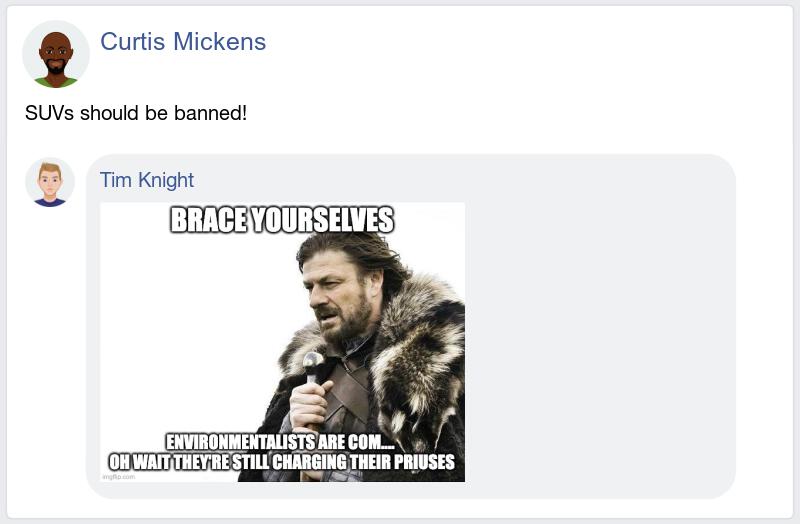 Curtis Mickens
SUVs should be banned!
Tim Knight
BRACE YOURSELVES
ENVIRONMENTALISTS ARE COM....
OH WAIT THEY'RE STILL CHARGING THEIR PRIUSES
imgflip.com